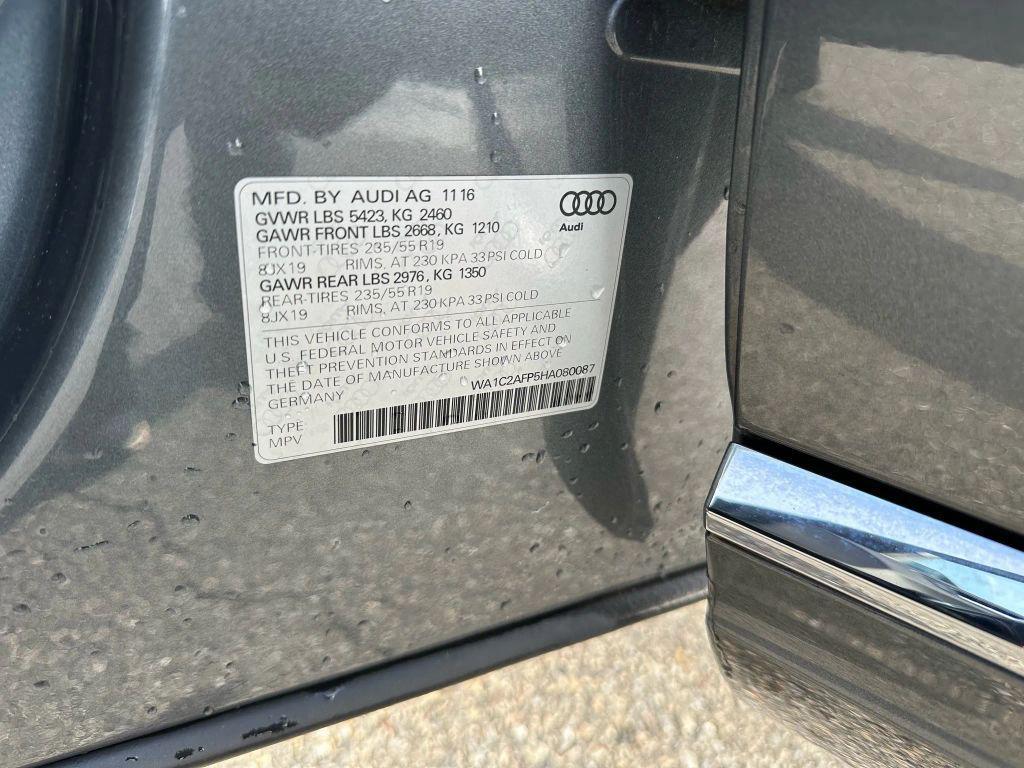 MFD. BY AUDI AG 11 16
GVWR LBS 5423, KG 2460
GAWR FRONT LBS 2668, KG 1210
FRONT-TIRES 235/55 R19
8JX19 RIMS, AT 230 KPA 33 PSI COLD
GAWR REAR LBS 2976, KG 1350
REAR-TIRES 235/55 R19
8JX19 RIMS, AT 230 KPA 33 PSI COLD
Audi
THIS VEHICLE CONFORMS TO ALL APPLICABLE
U.S. FEDERAL MOTOR VEHICLE SAFETY AND
THEFT PREVENTION STANDARDS IN EFFECT ON
THE DATE OF MANUFACTURE SHOWN ABOVE
GERMANY WA1C2AFP5HA080087
TYPE
MPV